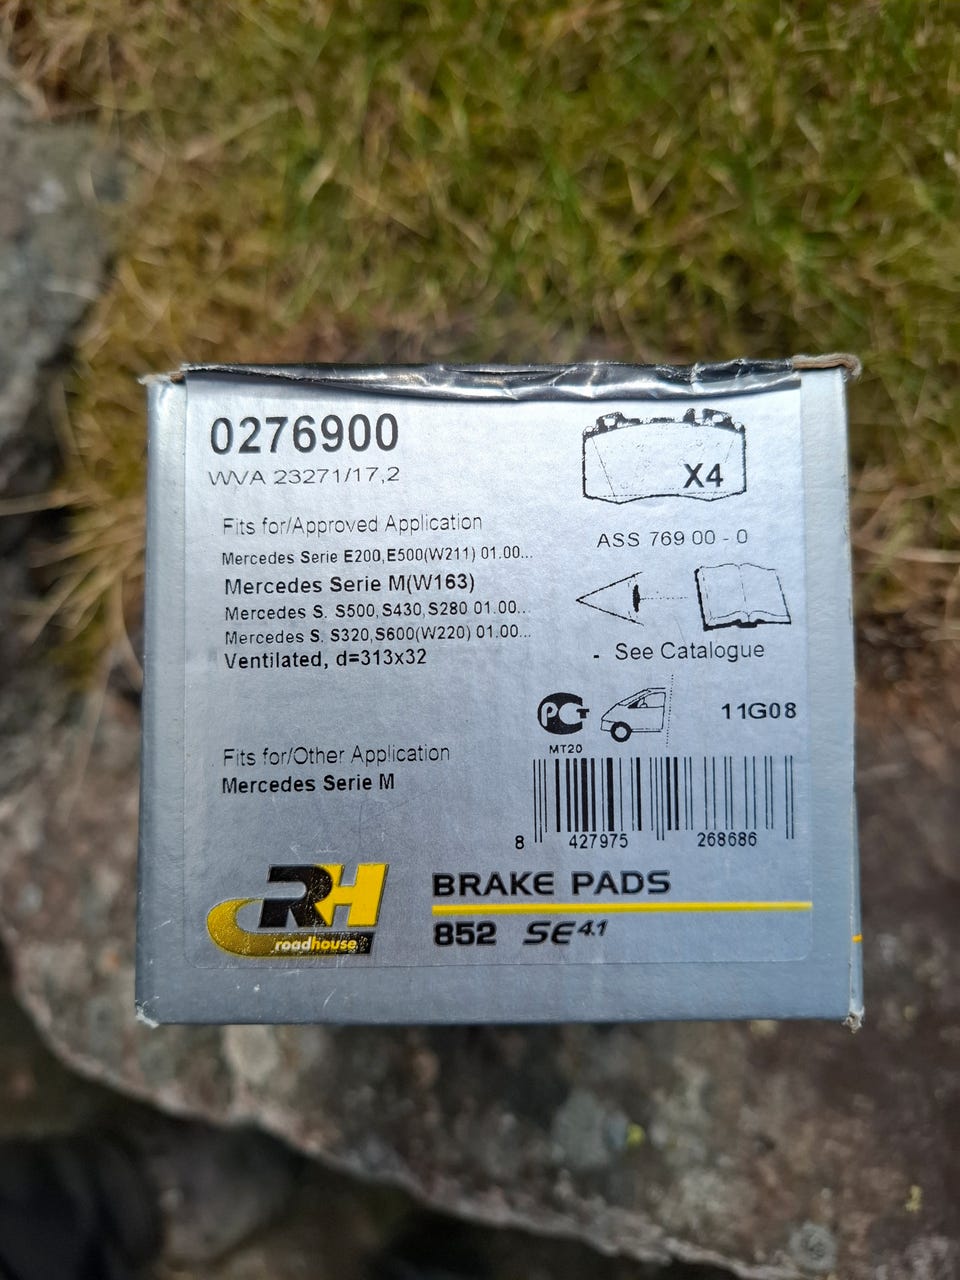 0276900
WVA 23271/17,2
X4
Fits for/Approved Application
ASS 769 00 - 0
Mercedes Serie E200,E500(W211) 01.00...
Mercedes Serie M(W163)
Mercedes S. S500,S430,S280 01.00...
Mercedes S. S320,S600(W220) 01.00...
Ventilated, d=313x32
- See Catalogue
РСТ
MT20
11G08
Fits for/Other Application
Mercedes Serie M
8 427975 268686
RH
roadhouse
BRAKE PADS
852 SE 4.1